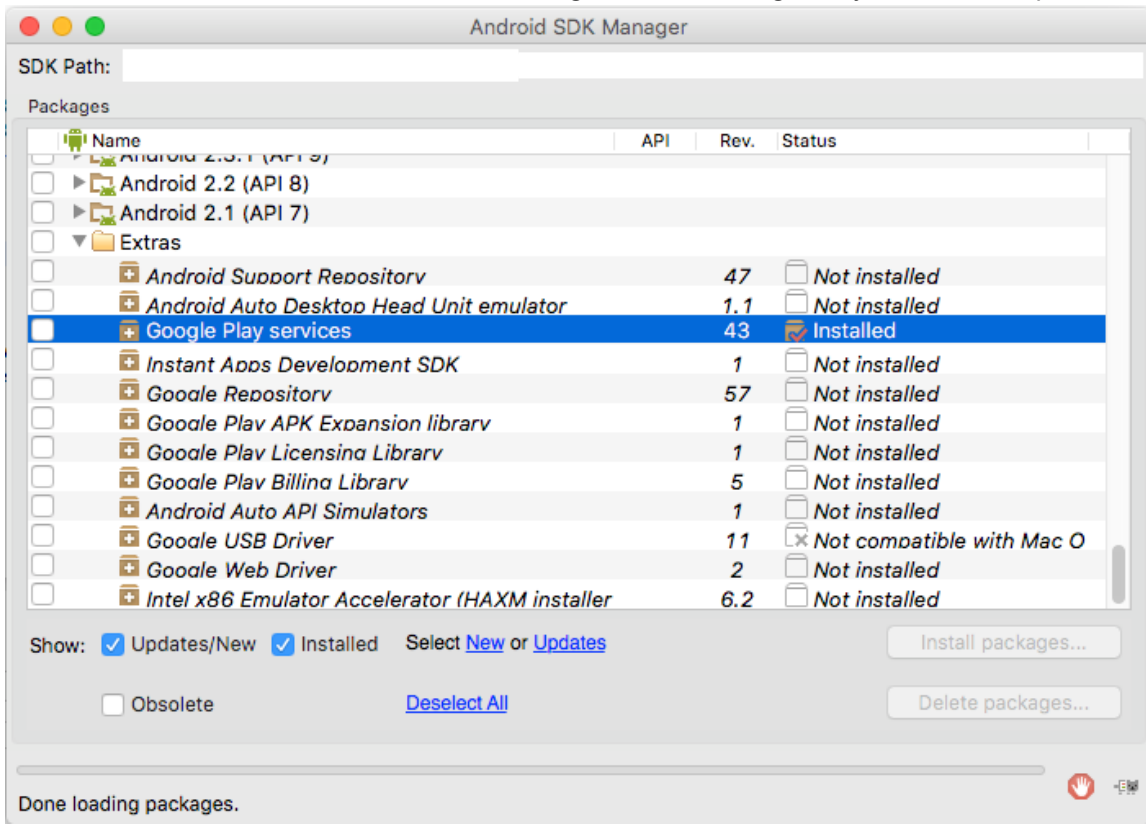 Android SDK Manager
SDK Path:
Packages
Name API Rev. Status
Android 2.3.1 (API 9)
Android 2.2 (API 8)
Android 2.1 (API 7)
Extras
Android Support Repository 47 Not installed
Android Auto Desktop Head Unit emulator 1.1 Not installed
Google Play services 43 Installed
Instant Apps Development SDK 1 Not installed
Google Repository 57 Not installed
Google Play APK Expansion library 1 Not installed
Google Play Licensing Library 1 Not installed
Google Play Billing Library 5 Not installed
Android Auto API Simulators 1 Not installed
Google USB Driver 11 Not compatible with Mac O
Google Web Driver 2 Not installed
Intel x86 Emulator Accelerator (HAXM installer 6.2 Not installed
Show: Updates/New Installed Select New or Updates Install packages...
Obsolete Deselect All Delete packages...
Done loading packages.